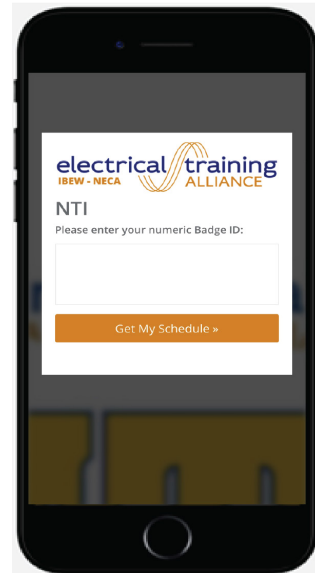 electrical training
IBEW - NECA ALLIANCE
NTI
Please enter your numeric Badge ID:
Get My Schedule »